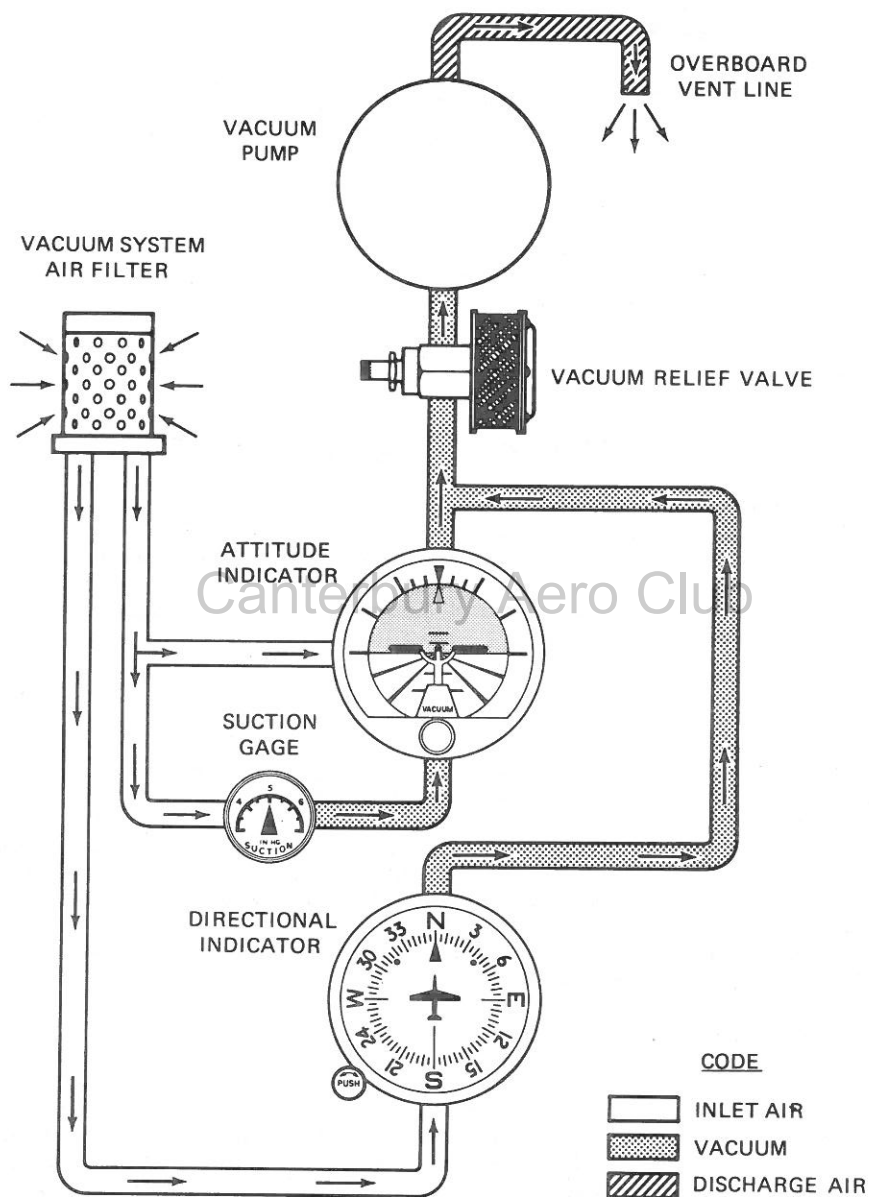 OVERBOARD
VENT LINE
VACUUM
PUMP
VACUUM SYSTEM
AIR FILTER
VACUUM RELIEF VALVE
ATTITUDE
INDICATOR
Canterbury Aero Club
VACUUM
SUCTION
GAGE
4 5 6
IN HG
SUCTION
DIRECTIONAL
INDICATOR
N 3 6 E 12 15 S 21 24 W 30 33
PUSH
CODE
INLET AIR
VACUUM
DISCHARGE AIR